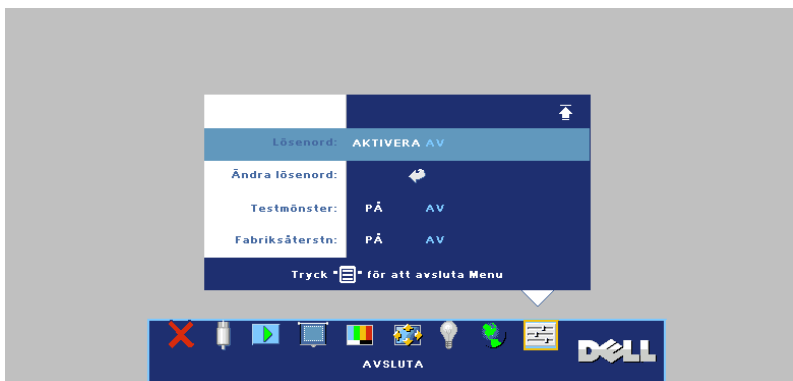 Lösenord: AKTIVERA AV
Ändra lösenord:
Testmönster: PÅ AV
Fabriksåterstn: PÅ AV
Tryck "" för att avsluta Menu
AVSLUTA
DELL